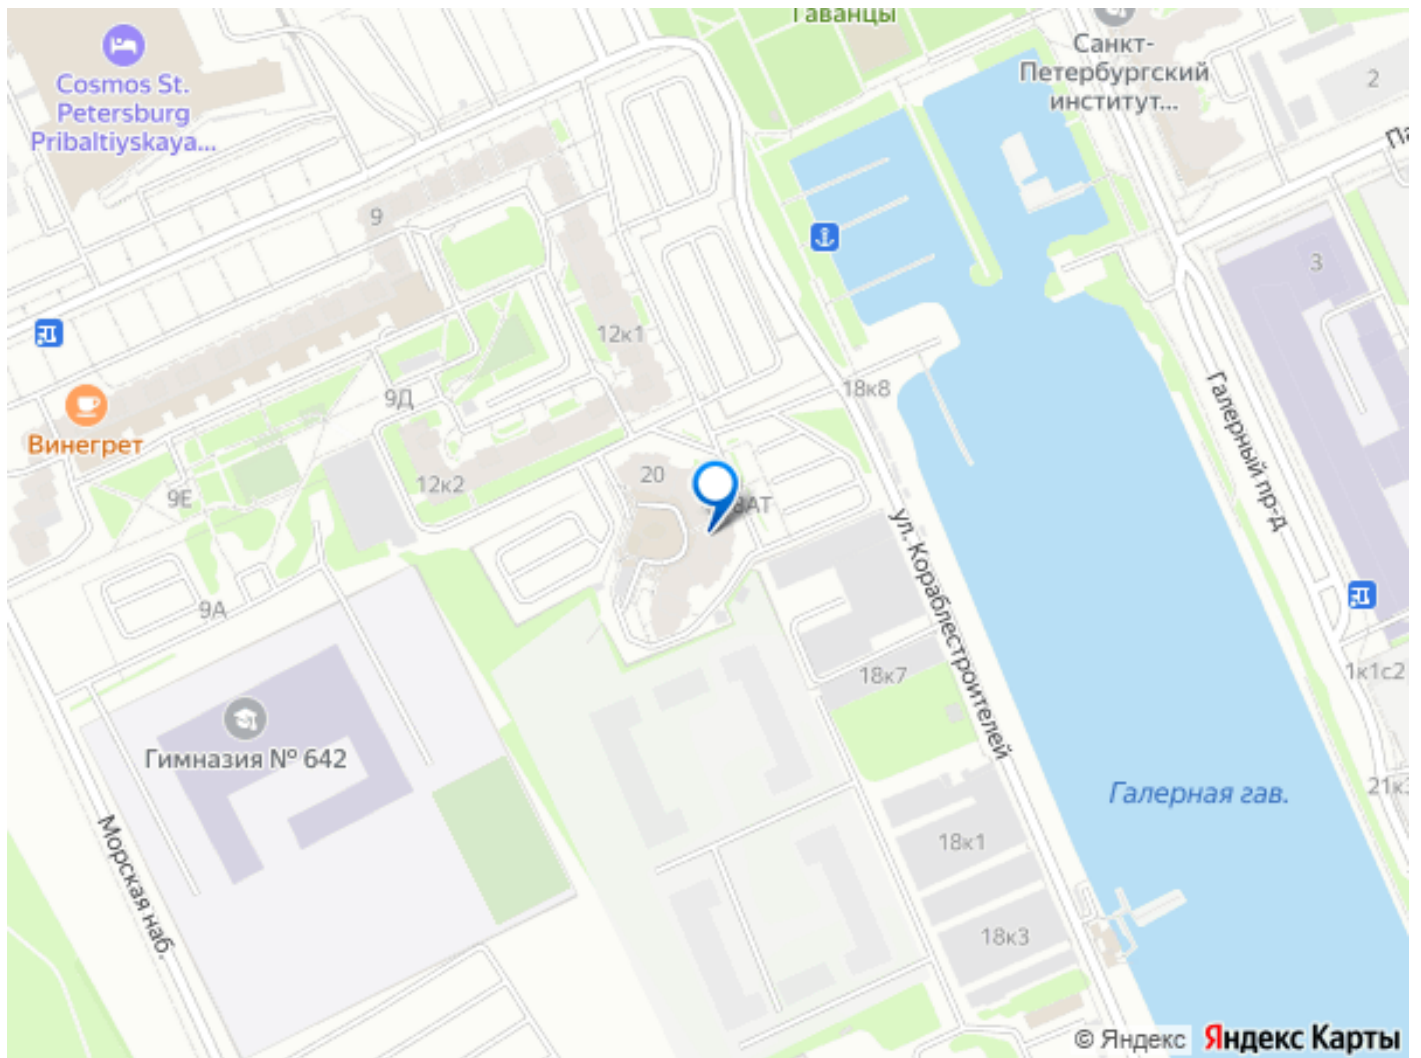 Гаванцы
Cosmos St.
Petersburg
Pribaltiyskaya...
Санкт-
Петербургский
институт...
2
9
3
12к1
9Д
18к8
Винегрет
Галерный пр-д
20
12к2
9Е
ул. Кораблестроителей
9А
1к1с2
18к7
Гимназия № 642
Галерная гав.
21к3
18к1
Морская наб.
18к3
© Яндекс Яндекс Карты